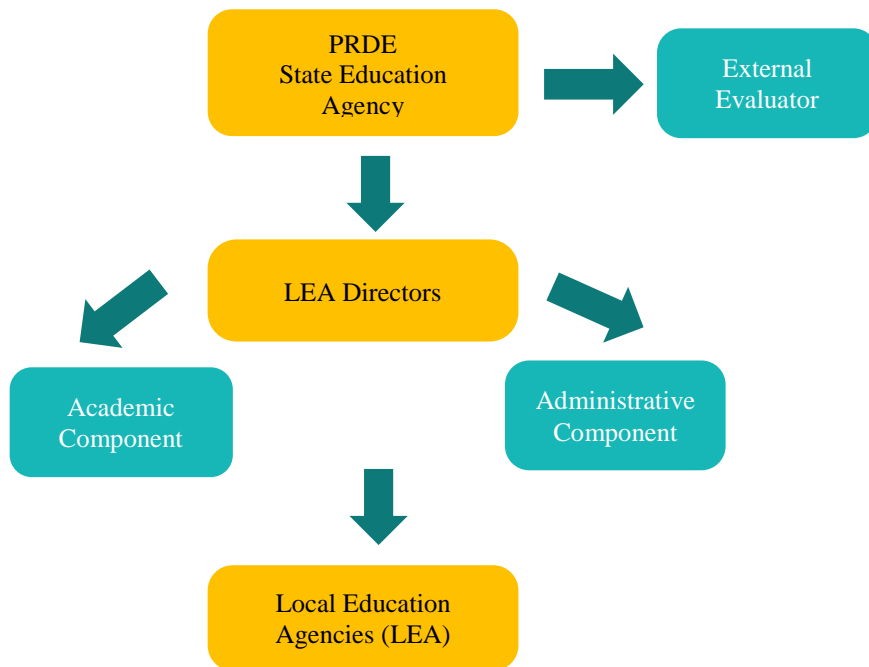 PRDE
State Education
Agency
External
Evaluator
LEA Directors
Academic
Component
Administrative
Component
Local Education
Agencies (LEA)